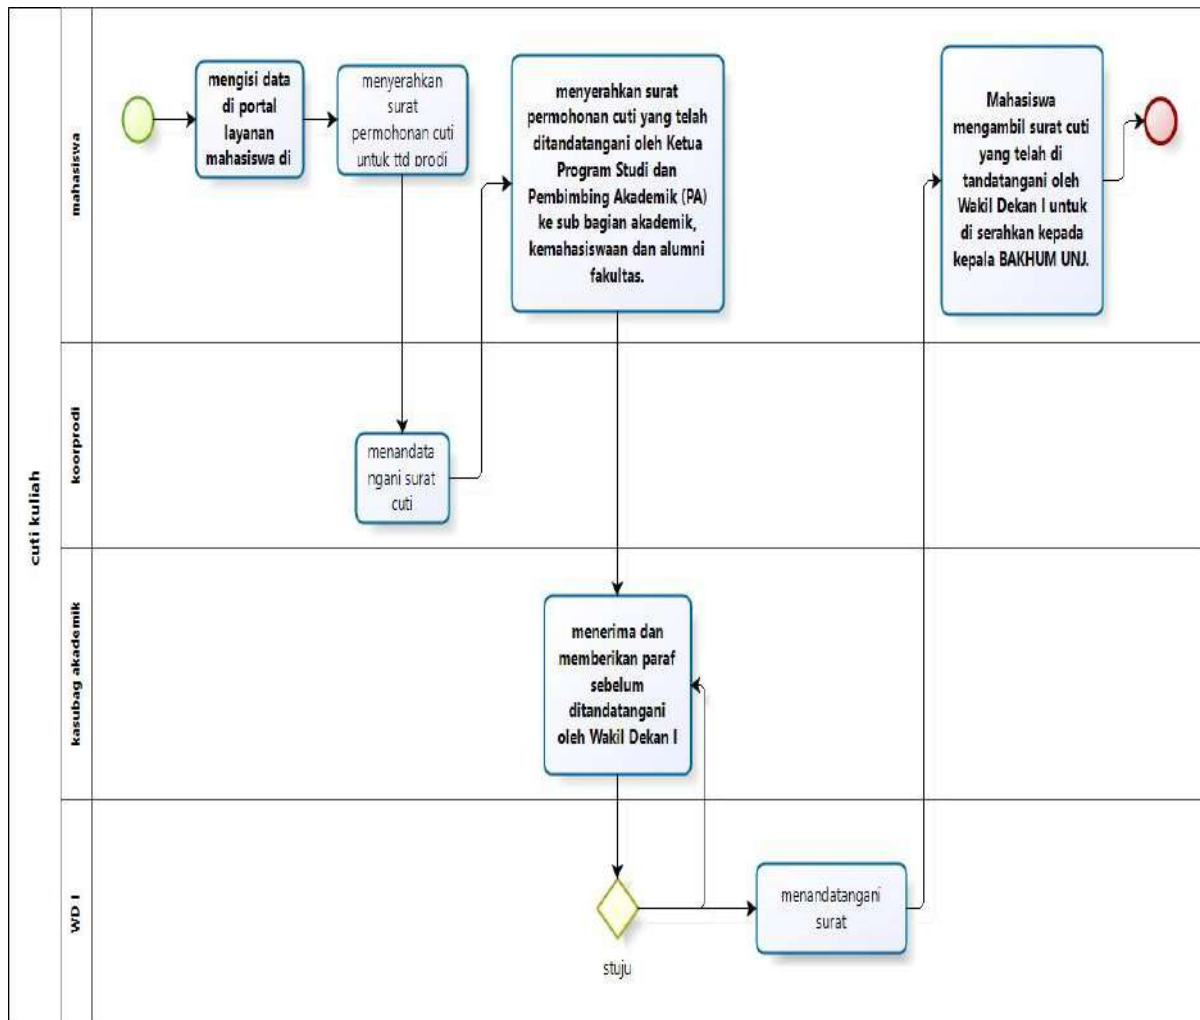 cuti kuliah
mahasiswa
mengisi data
di portal
layanan
mahasiswa di
menyerahkan
surat
permohonan cuti
untuk ttd prodi
menyerahkan surat
permohonan cuti yang telah
ditandatangani oleh Ketua
Program Studi dan
Pembimbing Akademik (PA)
ke sub bagian akademik,
kemahasiswaan dan alumni
fakultas.
Mahasiswa
mengambil surat cuti
yang telah di
tandatangani oleh
Wakil Dekan I untuk
di serahkan kepada
kepala BAKHUM UNJ.
koorprodi
menandata
ngani surat
cuti
kasubag akademik
menerima dan
memberikan paraf
sebelum
ditandatangani
oleh Wakil Dekan I
WD I
stuju
menandatangani
surat